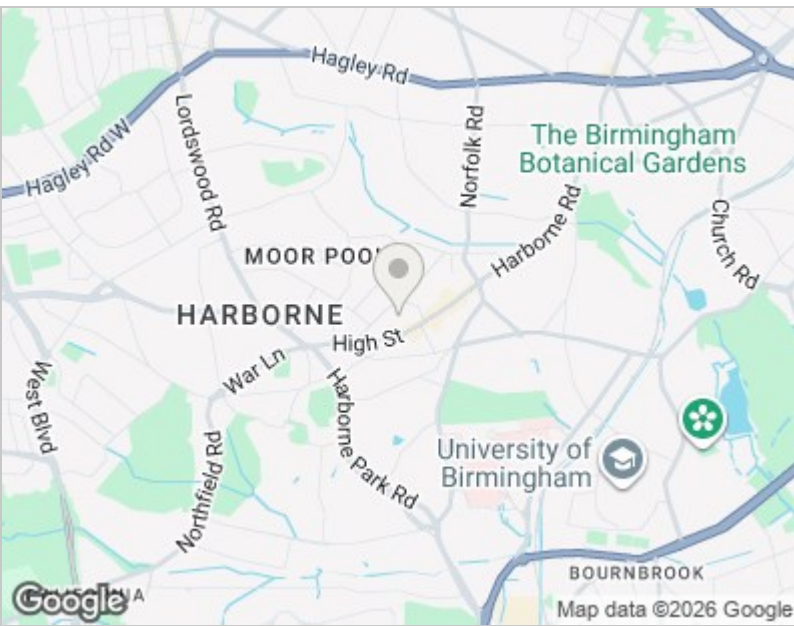 Hagley Rd
Lordswood Rd
Norfolk Rd
The Birmingham
Botanical Gardens
Hagley Rd W
Harborne Rd
Church Rd
MOOR POOL
HARBORNE
High St
War Ln
West Blvd
Harborne Park Rd
University of
Birmingham
Northfield Rd
BOURNBROOK
Google
Map data ©2026 Google